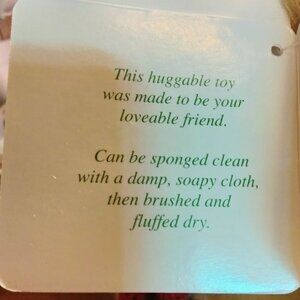 This huggable toy
was made to be your
loveable friend.
Can be sponged clean
with a damp, soapy cloth,
then brushed and
fluffed dry.